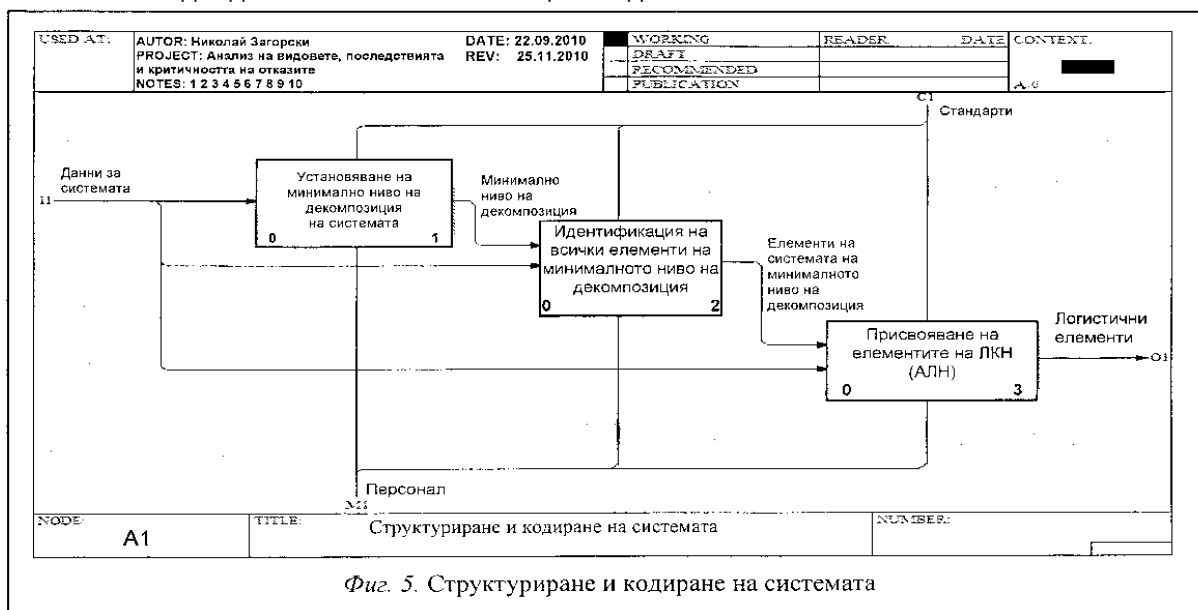 USED AT:
AUTOR: Николай Загорски
DATE: 22.09.2010
PROJECT: Анализ на видовете, последствията
REV: 25.11.2010
и критичността на отказите
NOTES: 1 2 3 4 5 6 7 8 9 10
WORKING
DRAFT
RECOMMENDED
PUBLICATION
READER
DATE
CONTEXT:
A-0
C1
Стандарти
Данни за
системата
I1
Установяване на
минимално ниво на
декомпозиция
на системата
0
1
Минимално
ниво на
декомпозиция
Идентификация на
всички елементи на
минималното ниво на
декомпозиция
0
2
Елементи на
системата на
минималното
ниво на
декомпозиция
Присвояване на
елементите на ЛКН
(АЛН)
0
3
Логистични
елементи
O1
Персонал
M1
NODE:
A1
TITLE:
Структуриране и кодиране на системата
NUMBER:
Фиг. 5. Структуриране и кодиране на системата